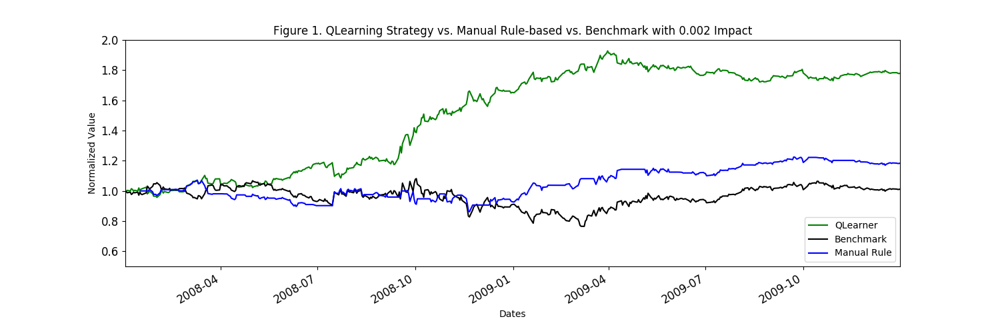 Figure 1. QLearning Strategy vs. Manual Rule-based vs. Benchmark with 0.002 Impact
2.0
1.8
1.6
1.4
1.2
1.0
0.8
0.6
Normalized Value
QLearner
Benchmark
Manual Rule
2008-04
2008-07
2008-10
2009-01
2009-04
2009-07
2009-10
Dates